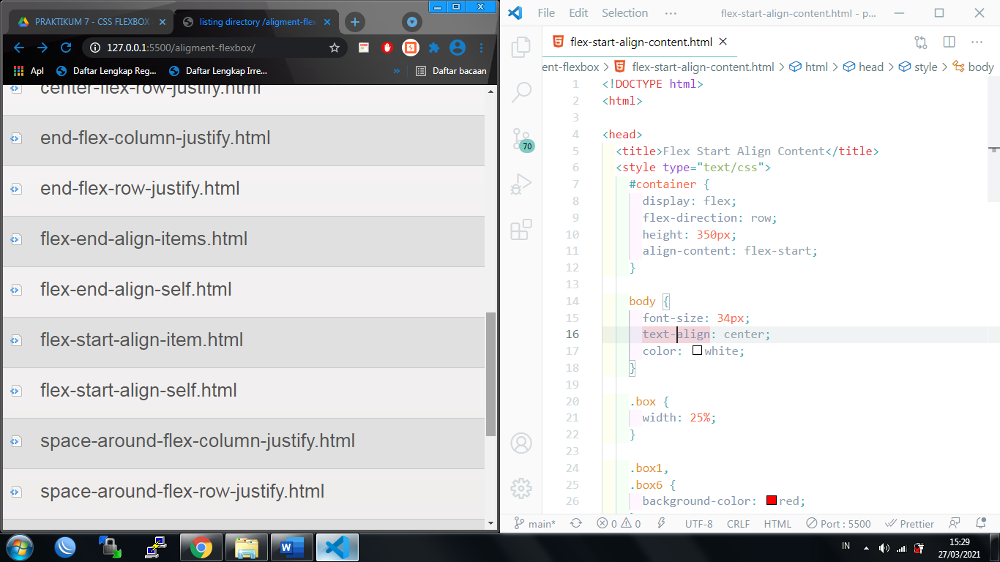 PRAKTIKUM 7 - CSS FLEXBOX
listing directory /aligment-flex
127.0.0.1:5500/aligment-flexbox/
Apl
Daftar Lengkap Reg...
Daftar Lengkap Irre...
»
Daftar bacaan
center-flex-row-justify.html
end-flex-column-justify.html
end-flex-row-justify.html
flex-end-align-items.html
flex-end-align-self.html
flex-start-align-item.html
flex-start-align-self.html
space-around-flex-column-justify.html
space-around-flex-row-justify.html
File Edit Selection ···
flex-start-align-content.html - p...
flex-start-align-content.html
ent-flexbox > flex-start-align-content.html > html > head > style > body
70
1 <!DOCTYPE html>
2 <html>
3
4 <head>
5 <title>Flex Start Align Content</title>
6 <style type="text/css">
7 #container {
8 display: flex;
9 flex-direction: row;
10 height: 350px;
11 align-content: flex-start;
12 }
13
14 body {
15 font-size: 34px;
16 text-align: center;
17 color: white;
18 }
19
20 .box {
21 width: 25%;
22 }
23
24 .box1,
25 .box6 {
26 background-color: red;
main* 0 0 UTF-8 CRLF HTML Port : 5500 Prettier
IN
15:29
27/03/2021